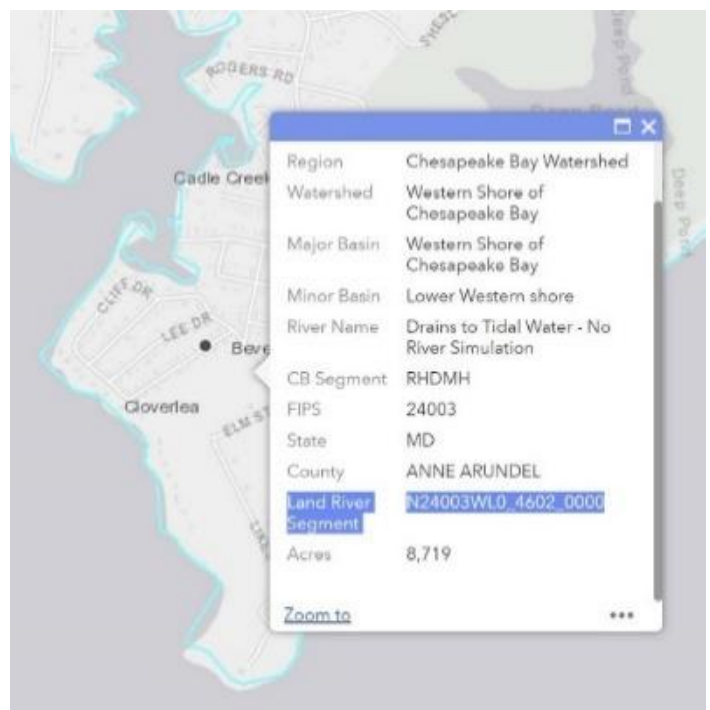 ROGERS RD
Deep Pond
Cadle Creek
CLIFF DR
LEE DR
Beve
Cloverlea
ELM ST
Deep Pond
Region Chesapeake Bay Watershed
Watershed Western Shore of
Chesapeake Bay
Major Basin Western Shore of
Chesapeake Bay
Minor Basin Lower Western shore
River Name Drains to Tidal Water - No
River Simulation
CB Segment RHDMH
FIPS 24003
State MD
County ANNE ARUNDEL
Land River N24003WL0_4602_0000
Segment
Acres 8,719
Zoom to